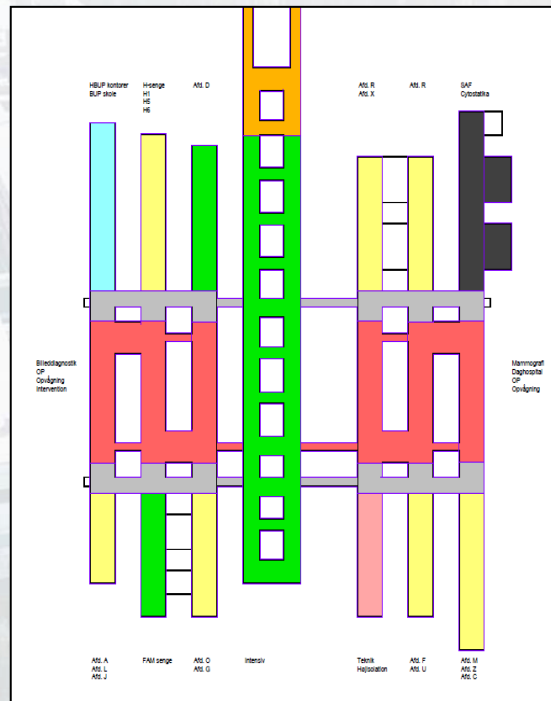 HBUP kontorer
BUP skole
H-senge
H1
H5
H6
Afd. D
Afd. R
Afd. X
Afd. R
SAF
Cytostatika
Billeddiagnostik
OP
Opvågning
Intervention
Mammografi
Daghospital
OP
Opvågning
Afd. A
Afd. L
Afd. J
FAM senge
Afd. O
Afd. G
Intensiv
Teknik
Højisolation
Afd. F
Afd. U
Afd. M
Afd. Z
Afd. C